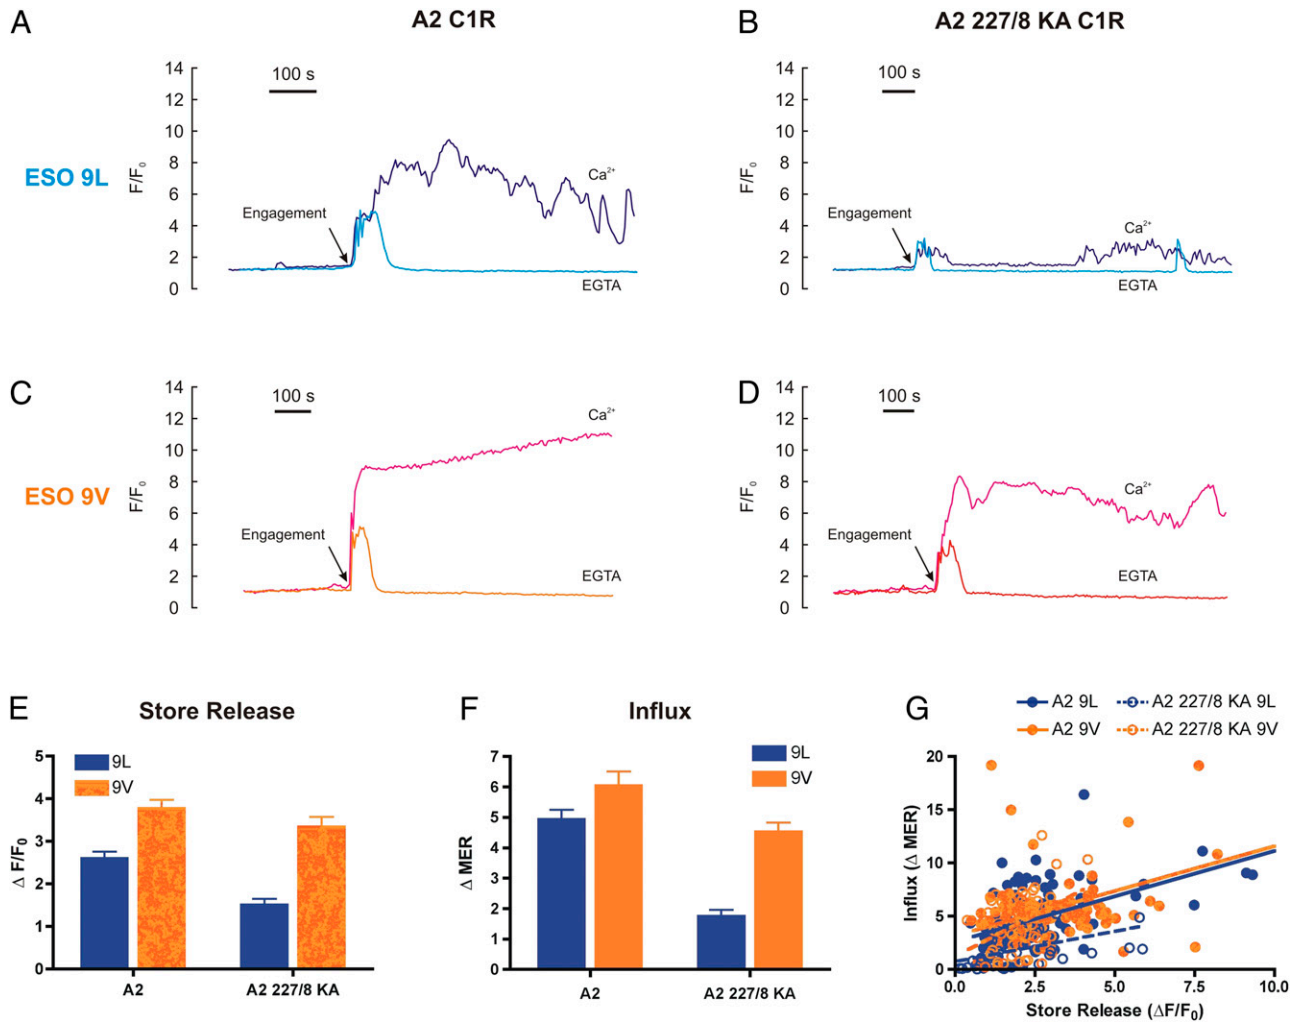 A
A2 C1R
B
A2 227/8 KA C1R
ESO 9L
F/F0
14
12
10
8
6
4
2
0
100 s
Engagement
Ca2+
EGTA
F/F0
14
12
10
8
6
4
2
0
100 s
Engagement
Ca2+
EGTA
C
D
ESO 9V
F/F0
14
12
10
8
6
4
2
0
100 s
Engagement
Ca2+
EGTA
F/F0
14
12
10
8
6
4
2
0
100 s
Engagement
Ca2+
EGTA
E
Store Release
9L
9V
Δ F/F0
5
4
3
2
1
0
A2
A2 227/8 KA
F
Influx
9L
9V
Δ MER
7
6
5
4
3
2
1
0
A2
A2 227/8 KA
G
A2 9L
A2 227/8 KA 9L
A2 9V
A2 227/8 KA 9V
Influx (Δ MER)
20
15
10
5
0
0.0
2.5
5.0
7.5
10.0
Store Release (ΔF/F0)